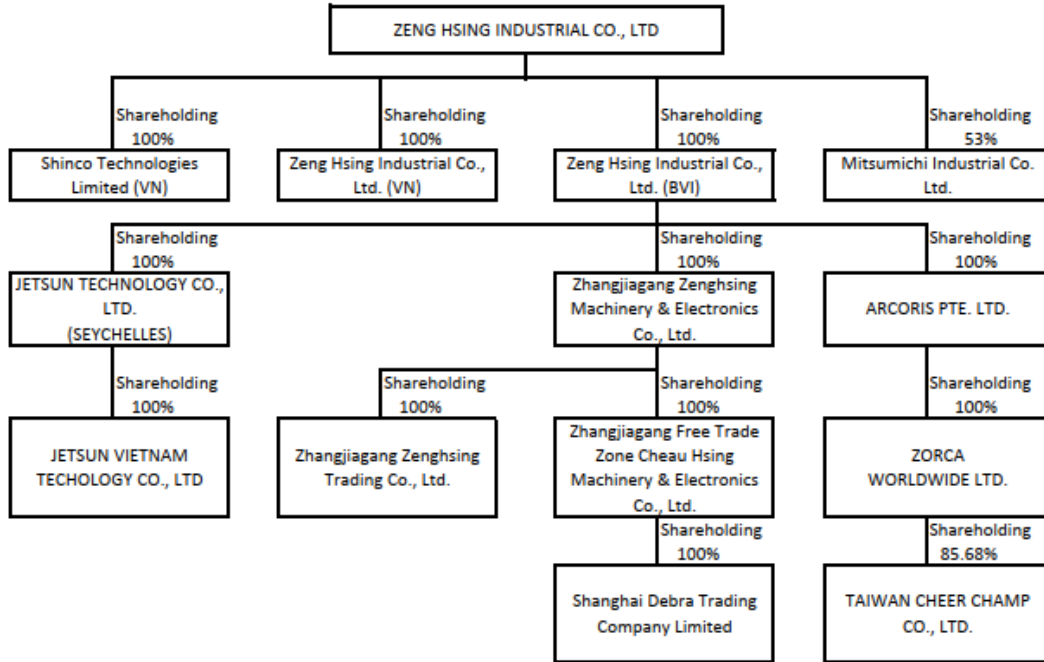 ZENG HSING INDUSTRIAL CO., LTD
Shareholding
100%
Shareholding
100%
Shareholding
100%
Shareholding
53%
Shinco Technologies
Limited (VN)
Zeng Hsing Industrial Co.,
Ltd. (VN)
Zeng Hsing Industrial Co.,
Ltd. (BVI)
Mitsumichi Industrial Co.
Ltd.
Shareholding
100%
Shareholding
100%
Shareholding
100%
JETSUN TECHNOLOGY CO.,
LTD.
(SEYCHELLES)
Zhangjiagang Zenghsing
Machinery & Electronics
Co., Ltd.
ARCORIS PTE. LTD.
Shareholding
100%
Shareholding
100%
Shareholding
100%
Shareholding
100%
JETSUN VIETNAM
TECHOLOGY CO., LTD
Zhangjiagang Zenghsing
Trading Co., Ltd.
Zhangjiagang Free Trade
Zone Cheau Hsing
Machinery & Electronics
Co., Ltd.
ZORCA
WORLDWIDE LTD.
Shareholding
100%
Shareholding
85.68%
Shanghai Debra Trading
Company Limited
TAIWAN CHEER CHAMP
CO., LTD.